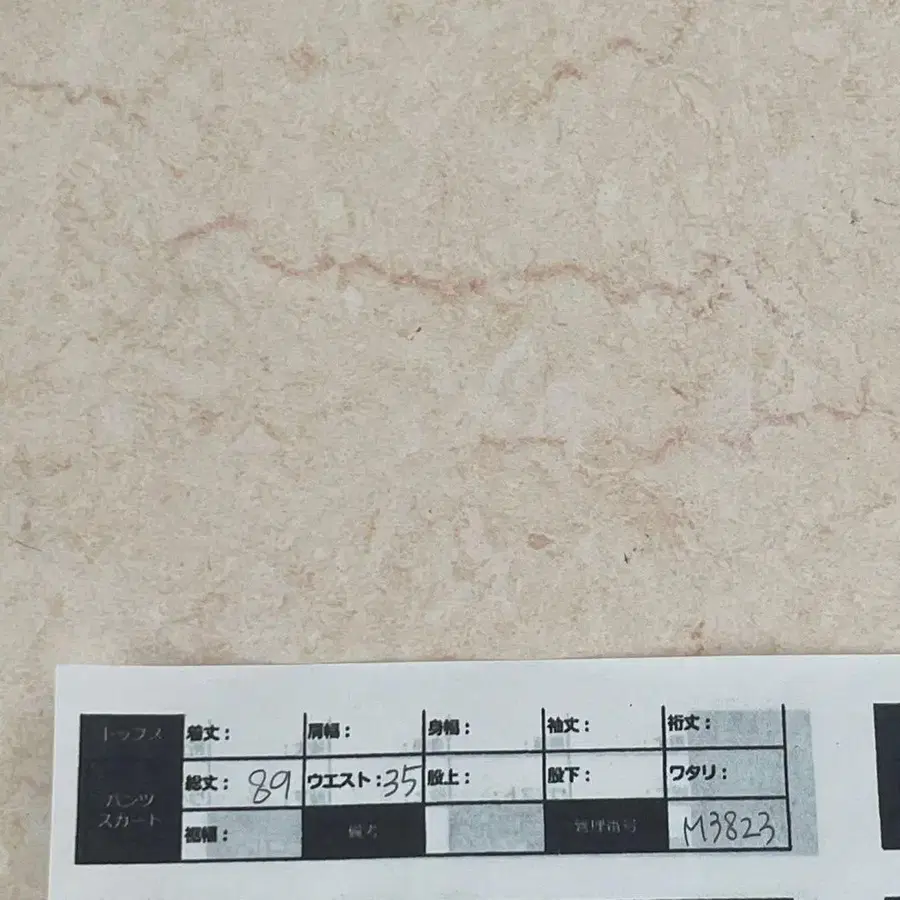 トップス 着丈： 肩幅： 身幅： 袖丈： 裄丈：
パンツ スカート 総丈： 89 ウエスト： 35 股上： 股下： ワタリ：
裾幅： 備考 管理番号 M3823